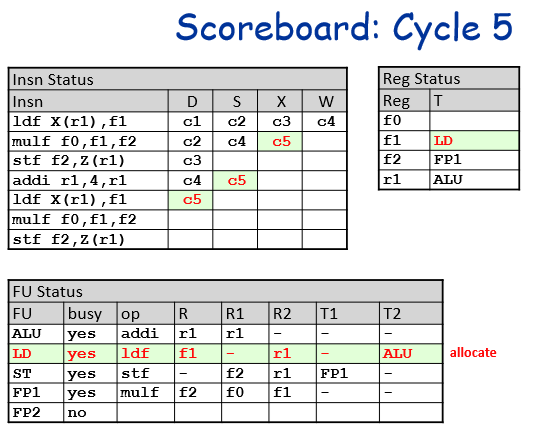 Scoreboard: Cycle 5
Insn Status
Insn D S X W
ldf X(r1),f1 c1 c2 c3 c4
mulf f0,f1,f2 c2 c4 c5
stf f2,Z(r1) c3
addi r1,4,r1 c4 c5
ldf X(r1),f1 c5
mulf f0,f1,f2
stf f2,Z(r1)
Reg Status
Reg T
f0
f1 LD
f2 FP1
r1 ALU
FU Status
FU busy op R R1 R2 T1 T2
ALU yes addi r1 r1 - - -
LD yes ldf f1 - r1 - ALU allocate
ST yes stf - f2 r1 FP1 -
FP1 yes mulf f2 f0 f1 - -
FP2 no